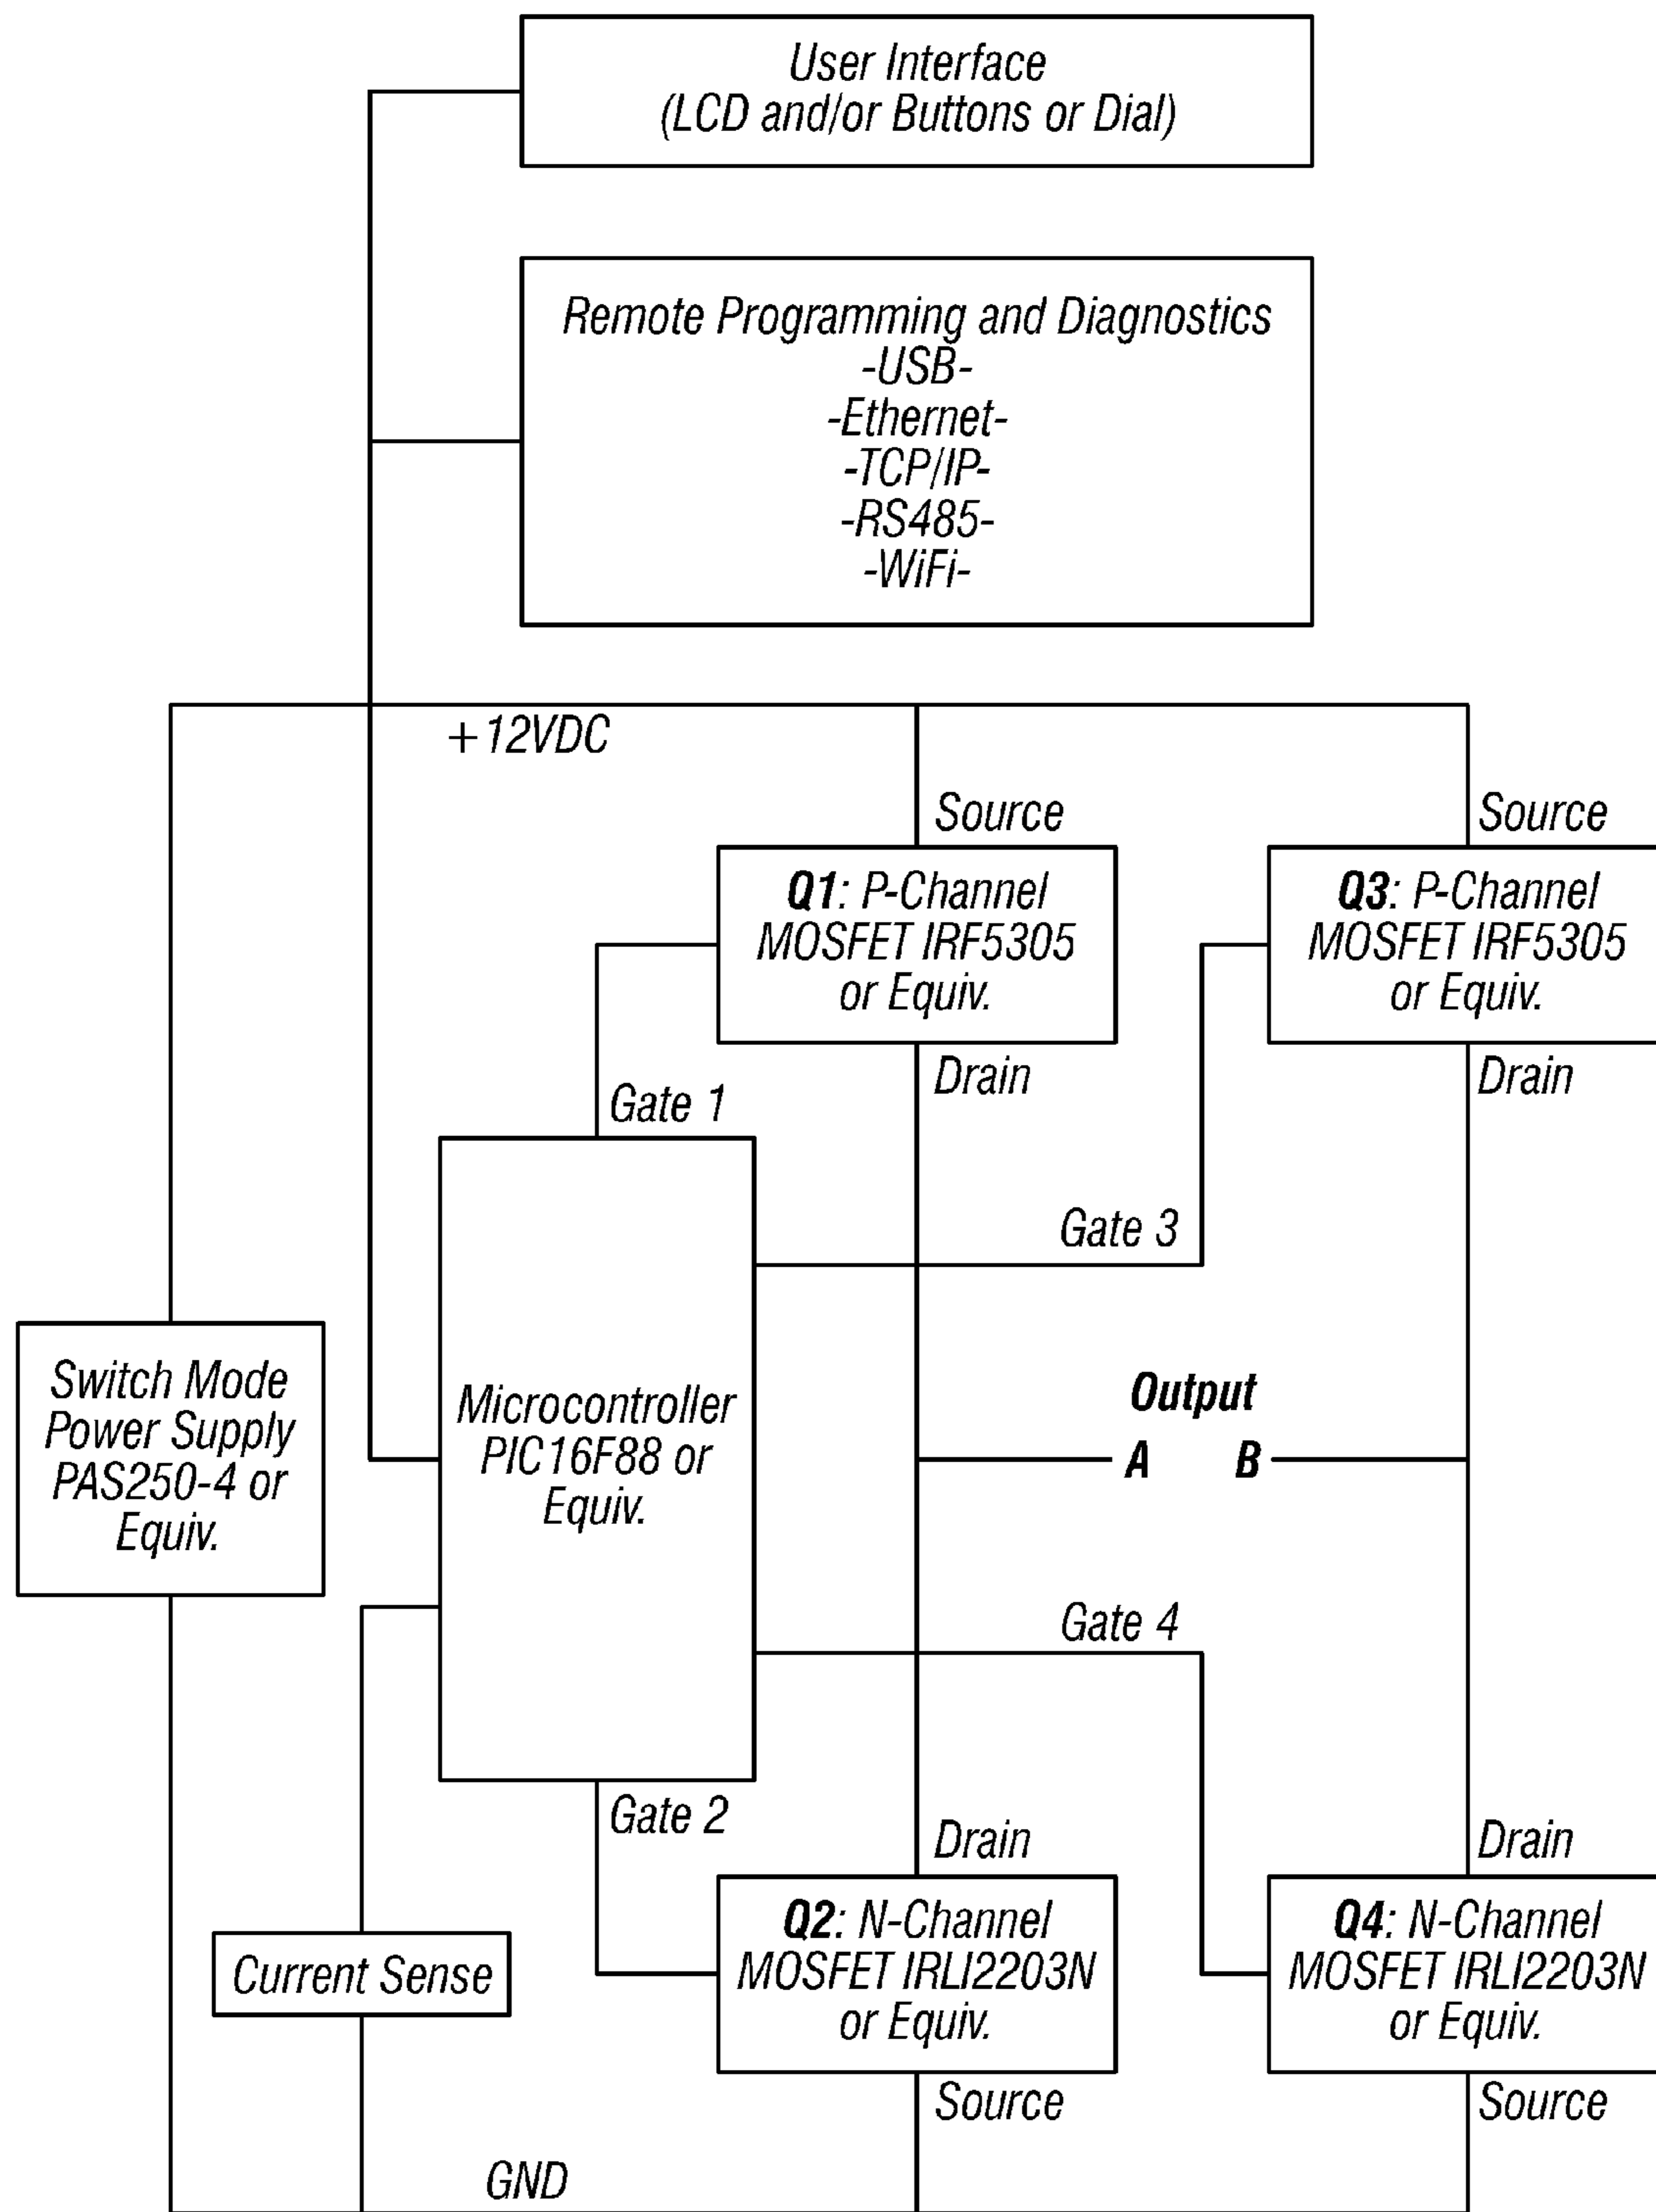 User Interface
(LCD and/or Buttons or Dial)
Remote Programming and Diagnostics
-USB-
-Ethernet-
-TCP/IP-
-RS485-
-WiFi-
+12VDC
Source
Source
Q1: P-Channel
MOSFET IRF5305
or Equiv.
Q3: P-Channel
MOSFET IRF5305
or Equiv.
Drain
Drain
Gate 1
Gate 3
Switch Mode
Power Supply
PAS250-4 or
Equiv.
Microcontroller
PIC16F88 or
Equiv.
Output
A B
Gate 4
Gate 2
Drain
Drain
Current Sense
Q2: N-Channel
MOSFET IRLI2203N
or Equiv.
Q4: N-Channel
MOSFET IRLI2203N
or Equiv.
Source
Source
GND